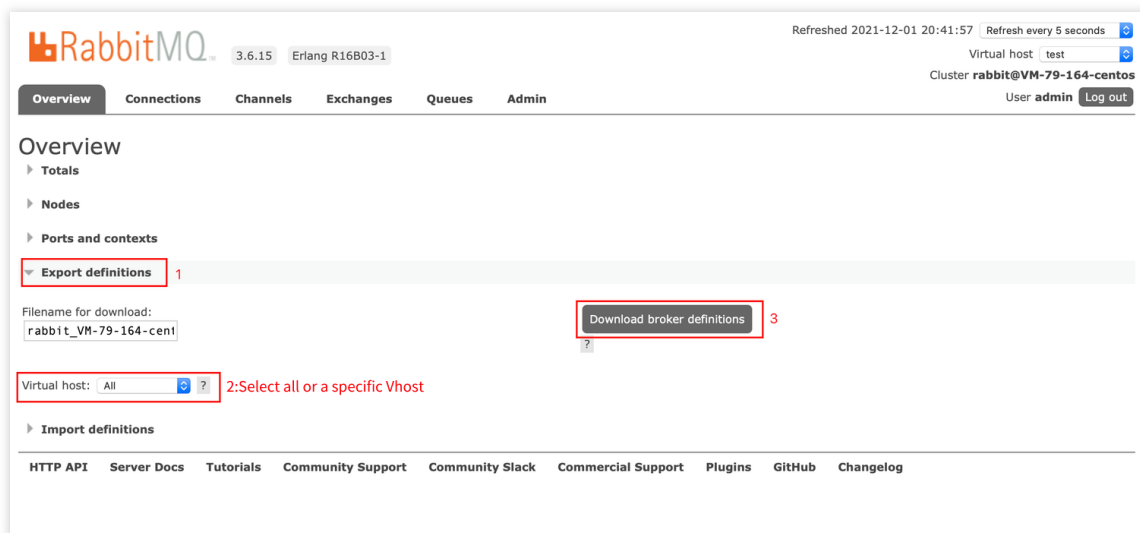 Refreshed 2021-12-01 20:41:57 Refresh every 5 seconds
RabbitMQ 3.6.15 Erlang R16B03-1
Virtual host test
Cluster rabbit@VM-79-164-centos
User admin Log out
Overview Connections Channels Exchanges Queues Admin
Overview
Totals
Nodes
Ports and contexts
Export definitions 1
Filename for download:
rabbit_VM-79-164-cent
Download broker definitions 3
?
Virtual host: All ? 2:Select all or a specific Vhost
Import definitions
HTTP API Server Docs Tutorials Community Support Community Slack Commercial Support Plugins GitHub Changelog